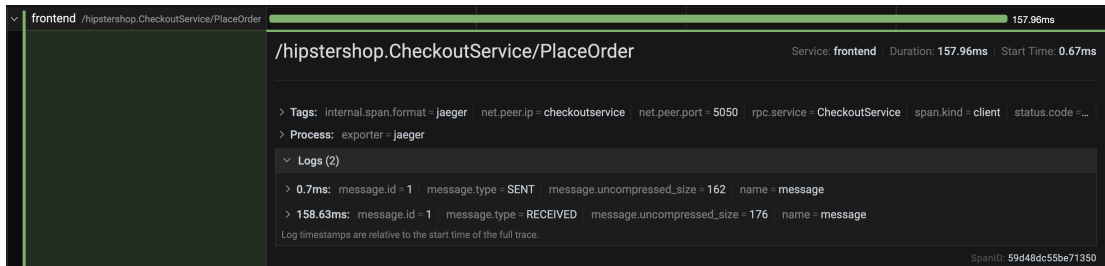 frontend /hipstershop.CheckoutService/PlaceOrder 157.96ms
/hipstershop.CheckoutService/PlaceOrder Service: frontend Duration: 157.96ms Start Time: 0.67ms
Tags: internal.span.format = jaeger net.peer.ip = checkoutservice net.peer.port = 5050 rpc.service = CheckoutService span.kind = client status.code =...
Process: exporter = jaeger
Logs (2)
0.7ms: message.id = 1 message.type = SENT message.uncompressed_size = 162 name = message
158.63ms: message.id = 1 message.type = RECEIVED message.uncompressed_size = 176 name = message
Log timestamps are relative to the start time of the full trace.
SpanID: 59d48dc55be71350